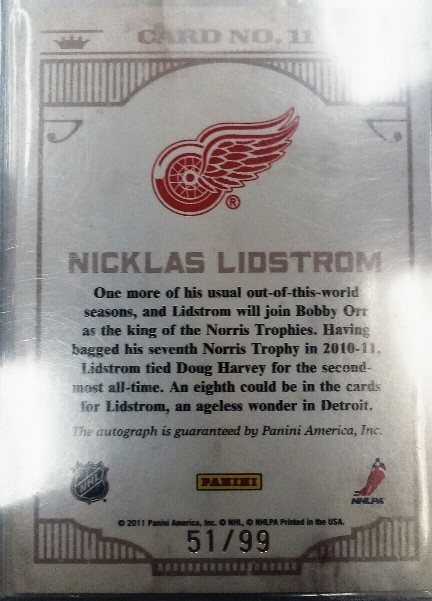 CARD NO. 11
®
NICKLAS LIDSTROM
One more of his usual out-of-this-world
seasons, and Lidstrom will join Bobby Orr
as the king of the Norris Trophies. Having
bagged his seventh Norris Trophy in 2010-11,
Lidstrom tied Doug Harvey for the second-
most all-time. An eighth could be in the cards
for Lidstrom, an ageless wonder in Detroit.
The autograph is guaranteed by Panini America, Inc.
NHL
PANINI
NHLPA
© 2011 Panini America, Inc. © NHL, © NHLPA Printed in the USA.
51/99